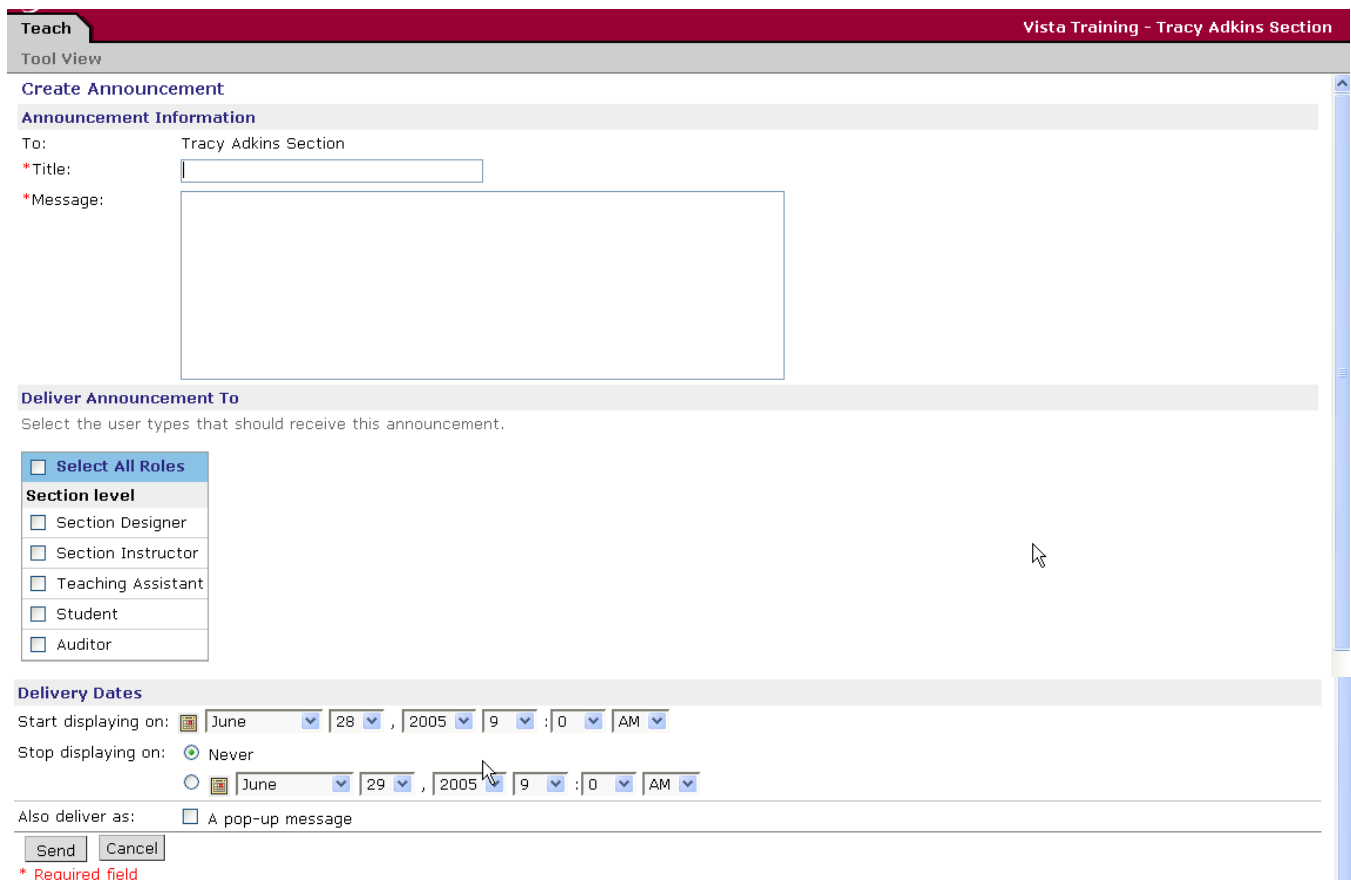 Teach
Vista Training - Tracy Adkins Section
Tool View
Create Announcement
Announcement Information
To: Tracy Adkins Section
*Title:
*Message:
Deliver Announcement To
Select the user types that should receive this announcement.
Select All Roles
Section level
Section Designer
Section Instructor
Teaching Assistant
Student
Auditor
Delivery Dates
Start displaying on: June 28 , 2005 9 : 0 AM
Stop displaying on: Never
June 29 , 2005 9 : 0 AM
Also deliver as: A pop-up message
Send Cancel
* Required field